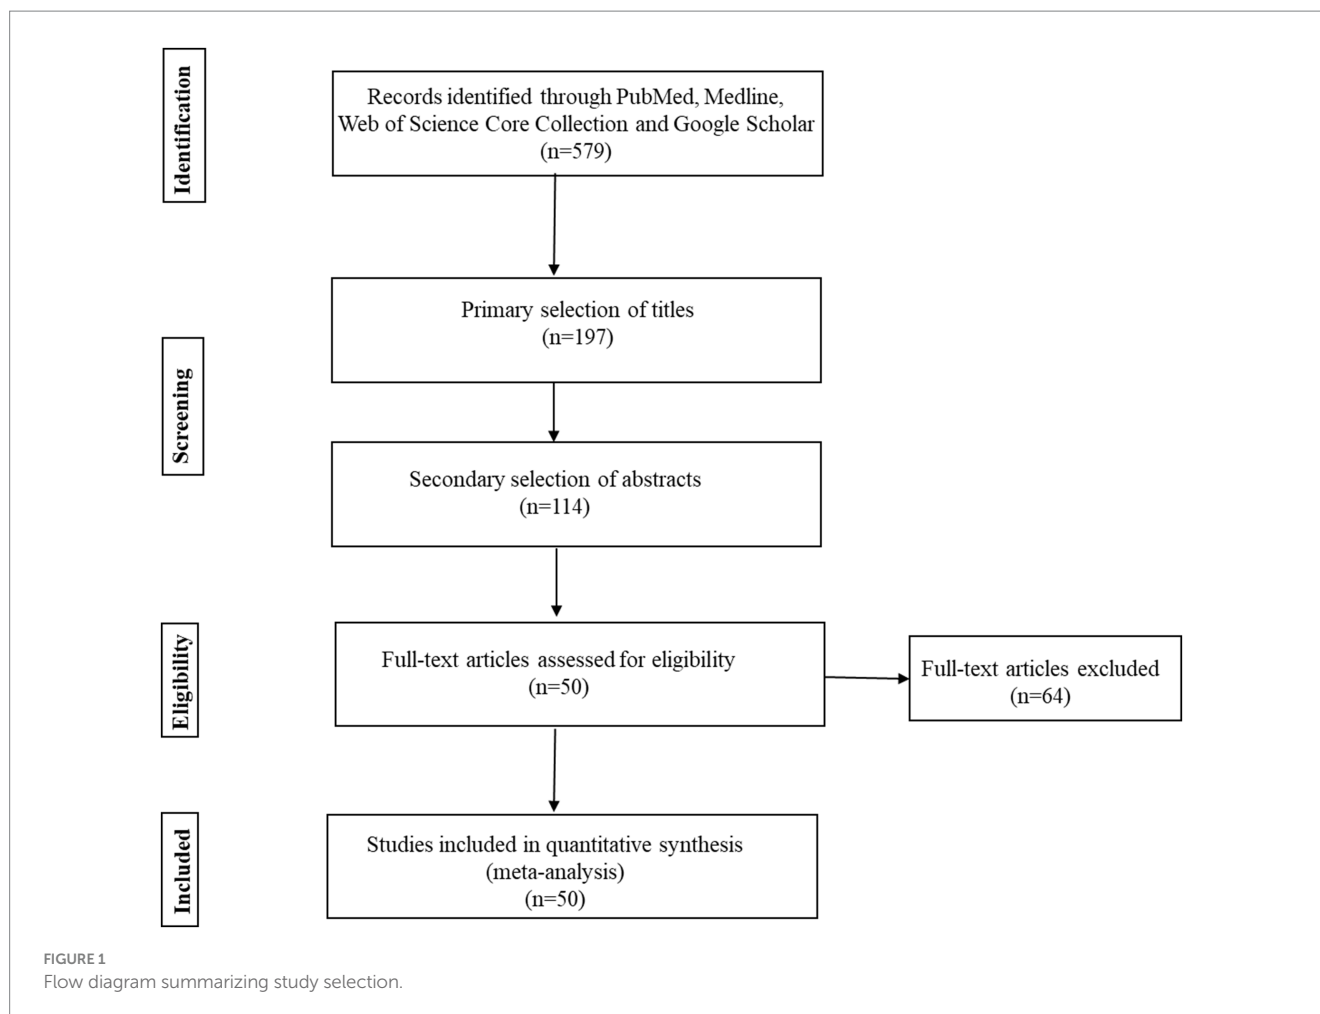 Identification
Records identified through PubMed, Medline,
Web of Science Core Collection and Google Scholar
(n=579)
Screening
Primary selection of titles
(n=197)
Secondary selection of abstracts
(n=114)
Eligibility
Full-text articles assessed for eligibility
(n=50)
Full-text articles excluded
(n=64)
Included
Studies included in quantitative synthesis
(meta-analysis)
(n=50)
FIGURE 1
Flow diagram summarizing study selection.